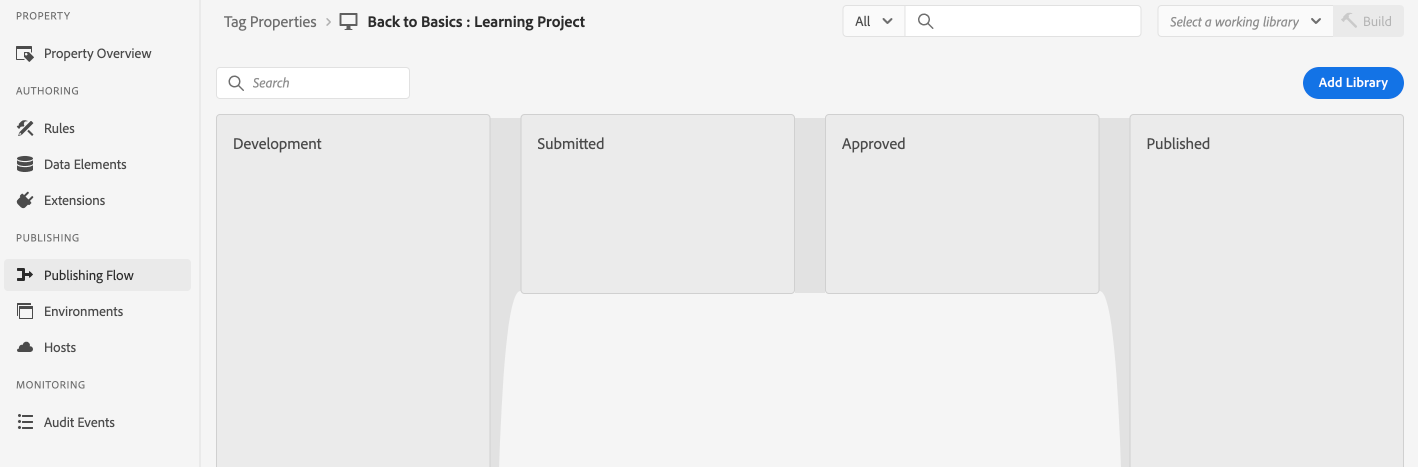 PROPERTY
Property Overview
AUTHORING
Rules
Data Elements
Extensions
PUBLISHING
Publishing Flow
Environments
Hosts
MONITORING
Audit Events
Tag Properties > Back to Basics : Learning Project
All
Select a working library
Build
Search
Add Library
Development
Submitted
Approved
Published